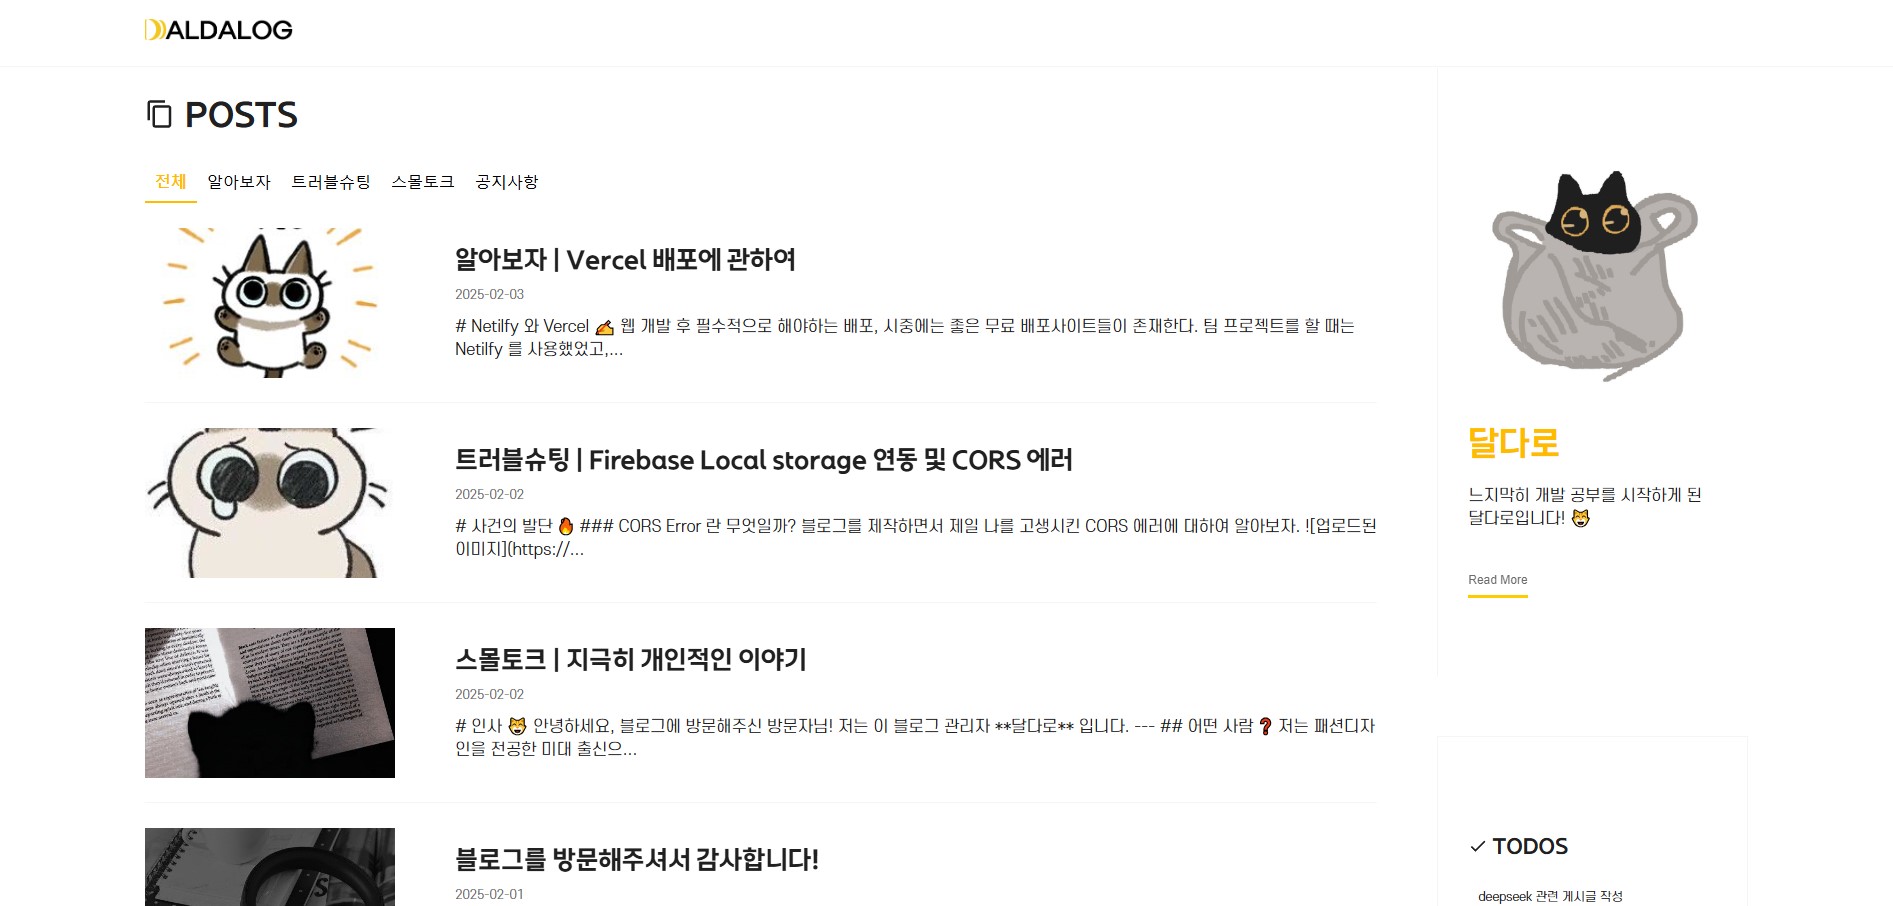 DALDALOG
POSTS
전체 알아보자 트러블슈팅 스몰토크 공지사항
알아보자 | Vercel 배포에 관하여
2025-02-03
# Netilfy 와 Vercel ✍ 웹 개발 후 필수적으로 해야하는 배포, 시중에는 좋은 무료 배포사이트들이 존재한다. 팀 프로젝트를 할 때는
Netilfy 를 사용했었고,...
트러블슈팅 | Firebase Local storage 연동 및 CORS 에러
2025-02-02
# 사건의 발단 🔥 ### CORS Error 란 무엇일까? 블로그를 제작하면서 제일 나를 고생시킨 CORS 에러에 대하여 알아보자. ![업로드된
이미지](https://...
스몰토크 | 지극히 개인적인 이야기
2025-02-02
# 인사 😸 안녕하세요, 블로그에 방문해주신 방문자님! 저는 이 블로그 관리자 **달다로** 입니다. --- ## 어떤 사람 ❓ 저는 패션디자
인을 전공한 미대 출신으...
블로그를 방문해주셔서 감사합니다!
2025-02-01
달다로
느지막히 개발 공부를 시작하게 된
달다로입니다! 😸
Read More
TODOS
deepseek 관련 게시글 작성